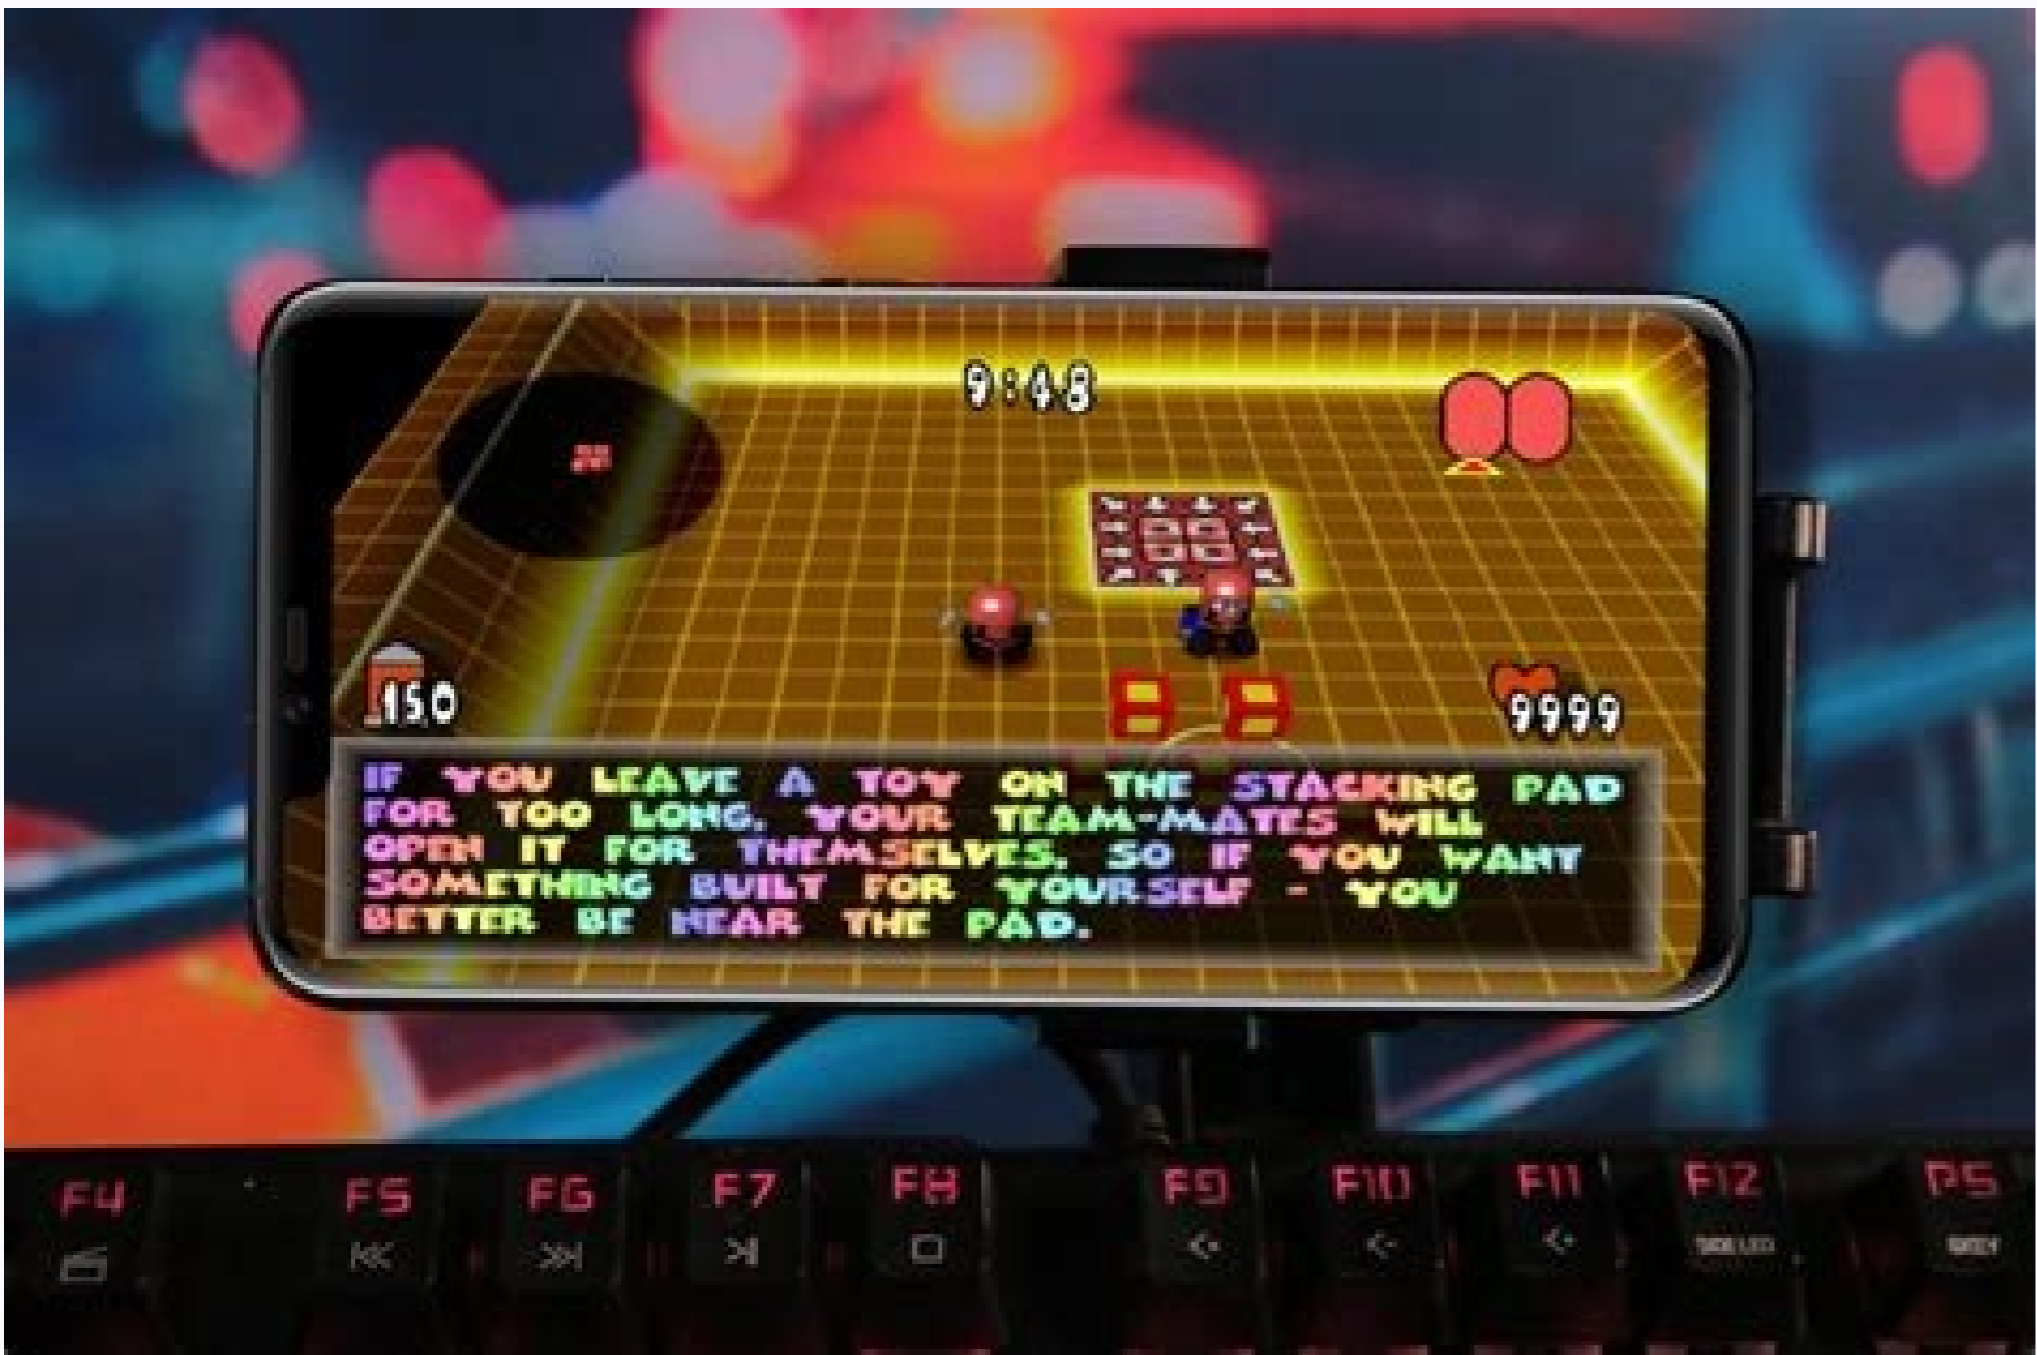 9:48
150
9999
IF YOU LEAVE A TOY ON THE STACKING PAD
FOR TOO LONG, YOUR TEAM-MATES WILL
OPEN IT FOR THEMSELVES. SO IF YOU WANT
SOMETHING BUILT FOR YOURSELF - YOU
BETTER BE NEAR THE PAD.
F4 F5 F6 F7 F8 F9 F10 F11 F12 PS
SIDE LED